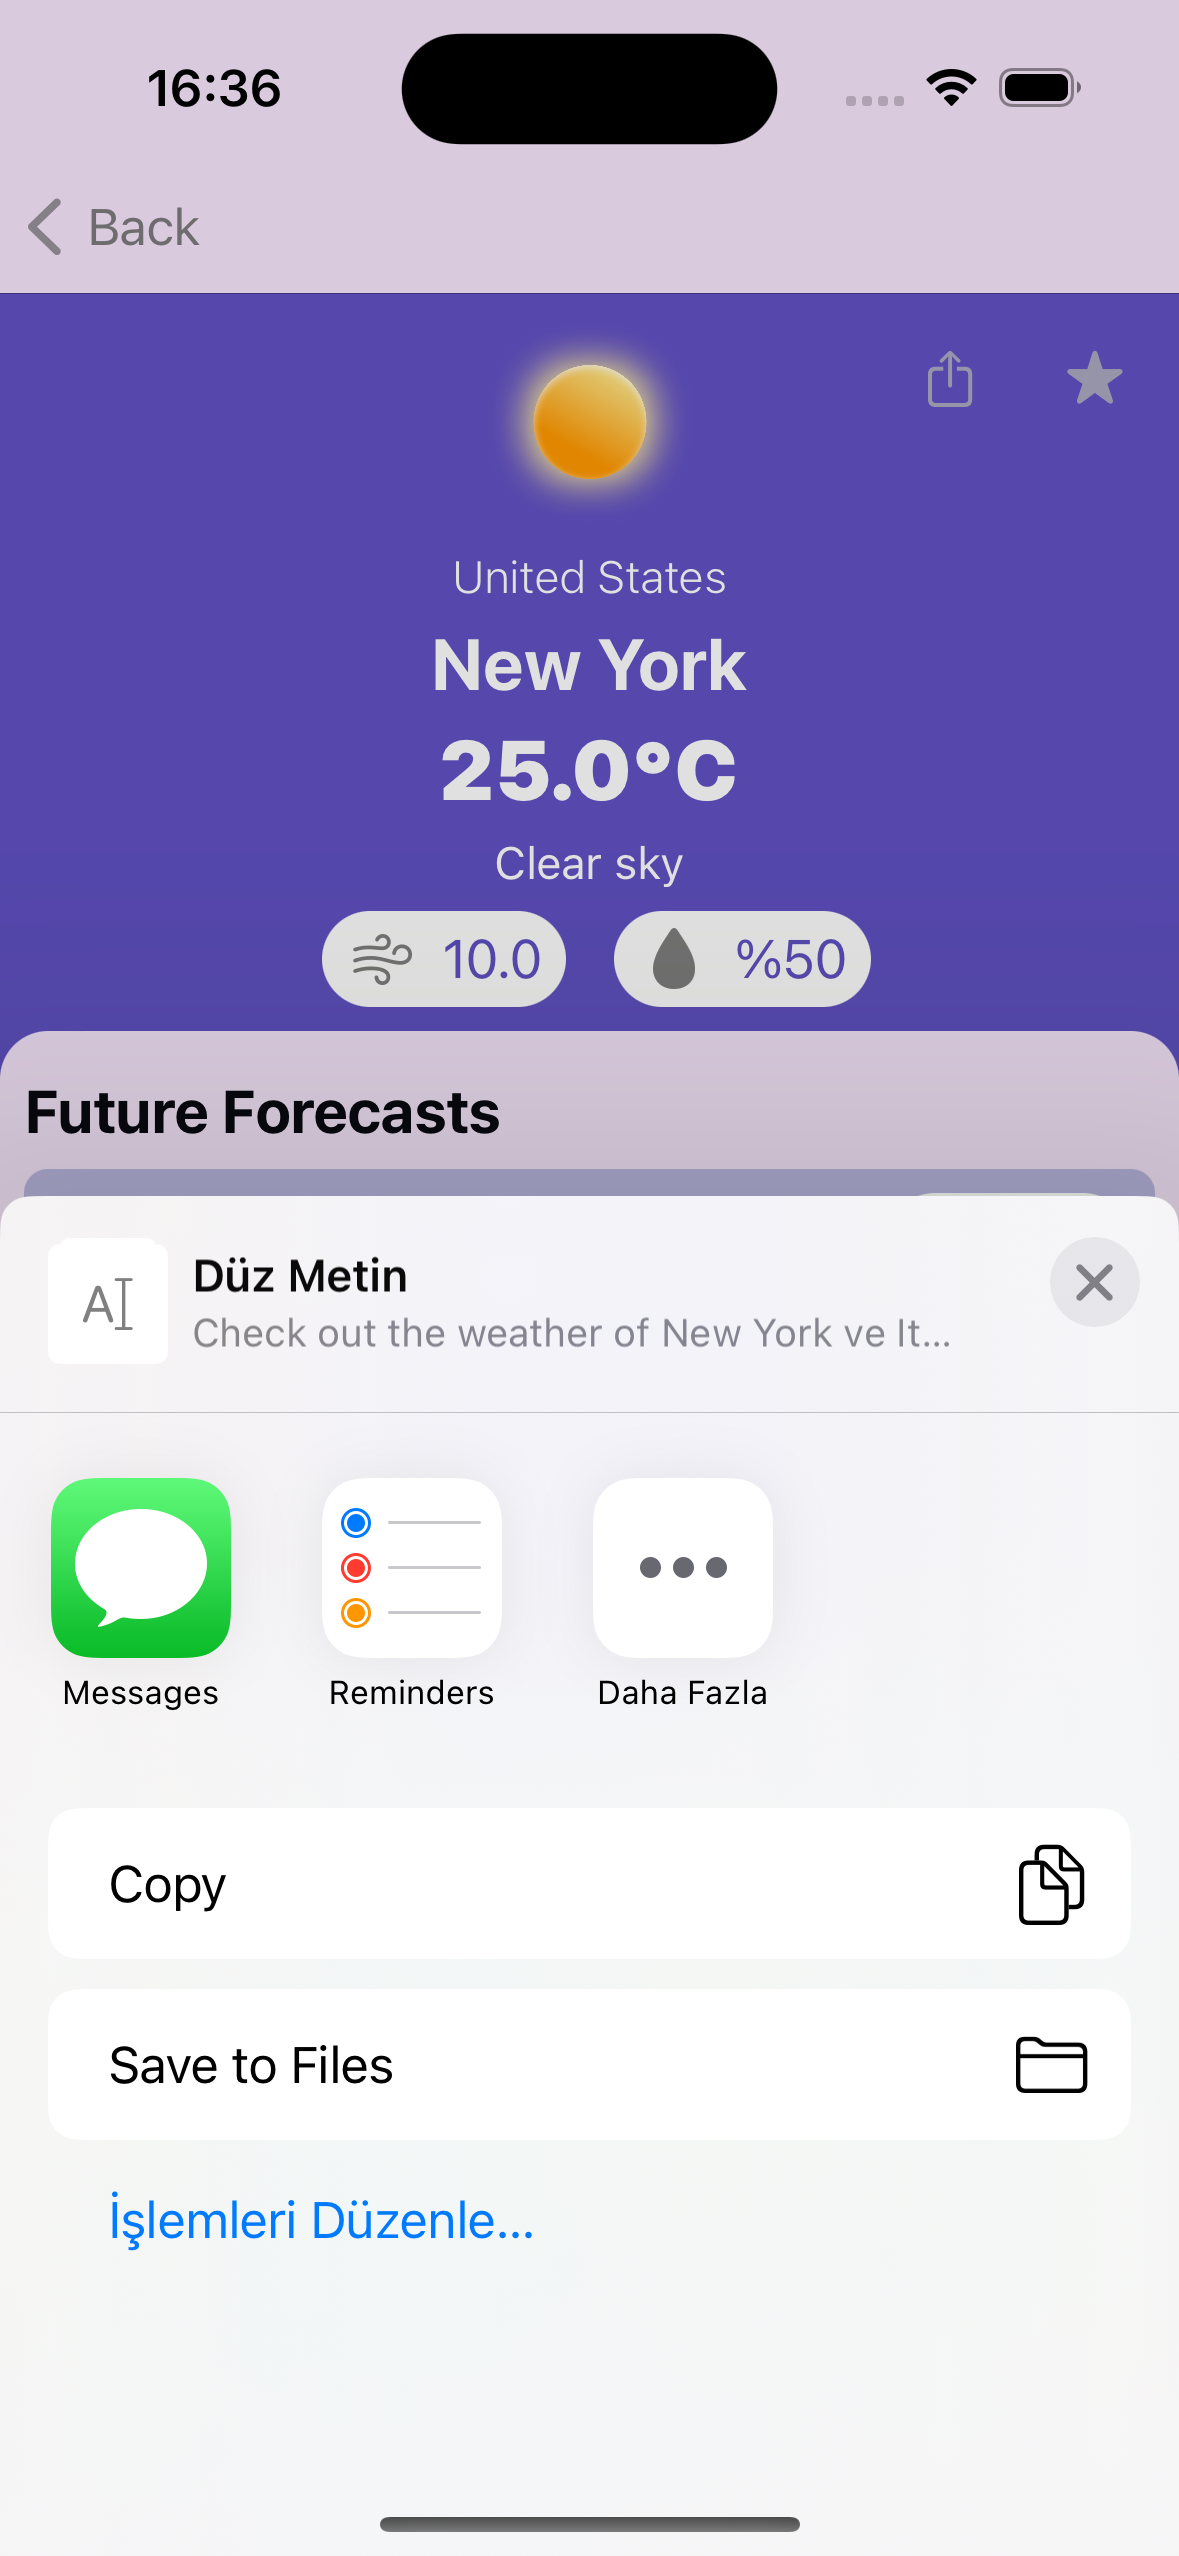 16:36
Back
United States
New York
25.0°C
Clear sky
10.0 %50
Future Forecasts
Düz Metin
Check out the weather of New York ve It...
Messages Reminders Daha Fazla
Copy
Save to Files
İşlemleri Düzenle...